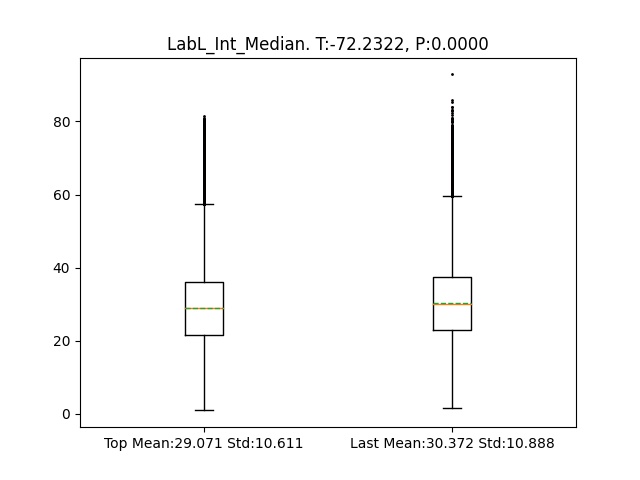 LabL_Int_Median. T:-72.2322, P:0.0000
80
60
40
20
0
Top Mean:29.071 Std:10.611 Last Mean:30.372 Std:10.888